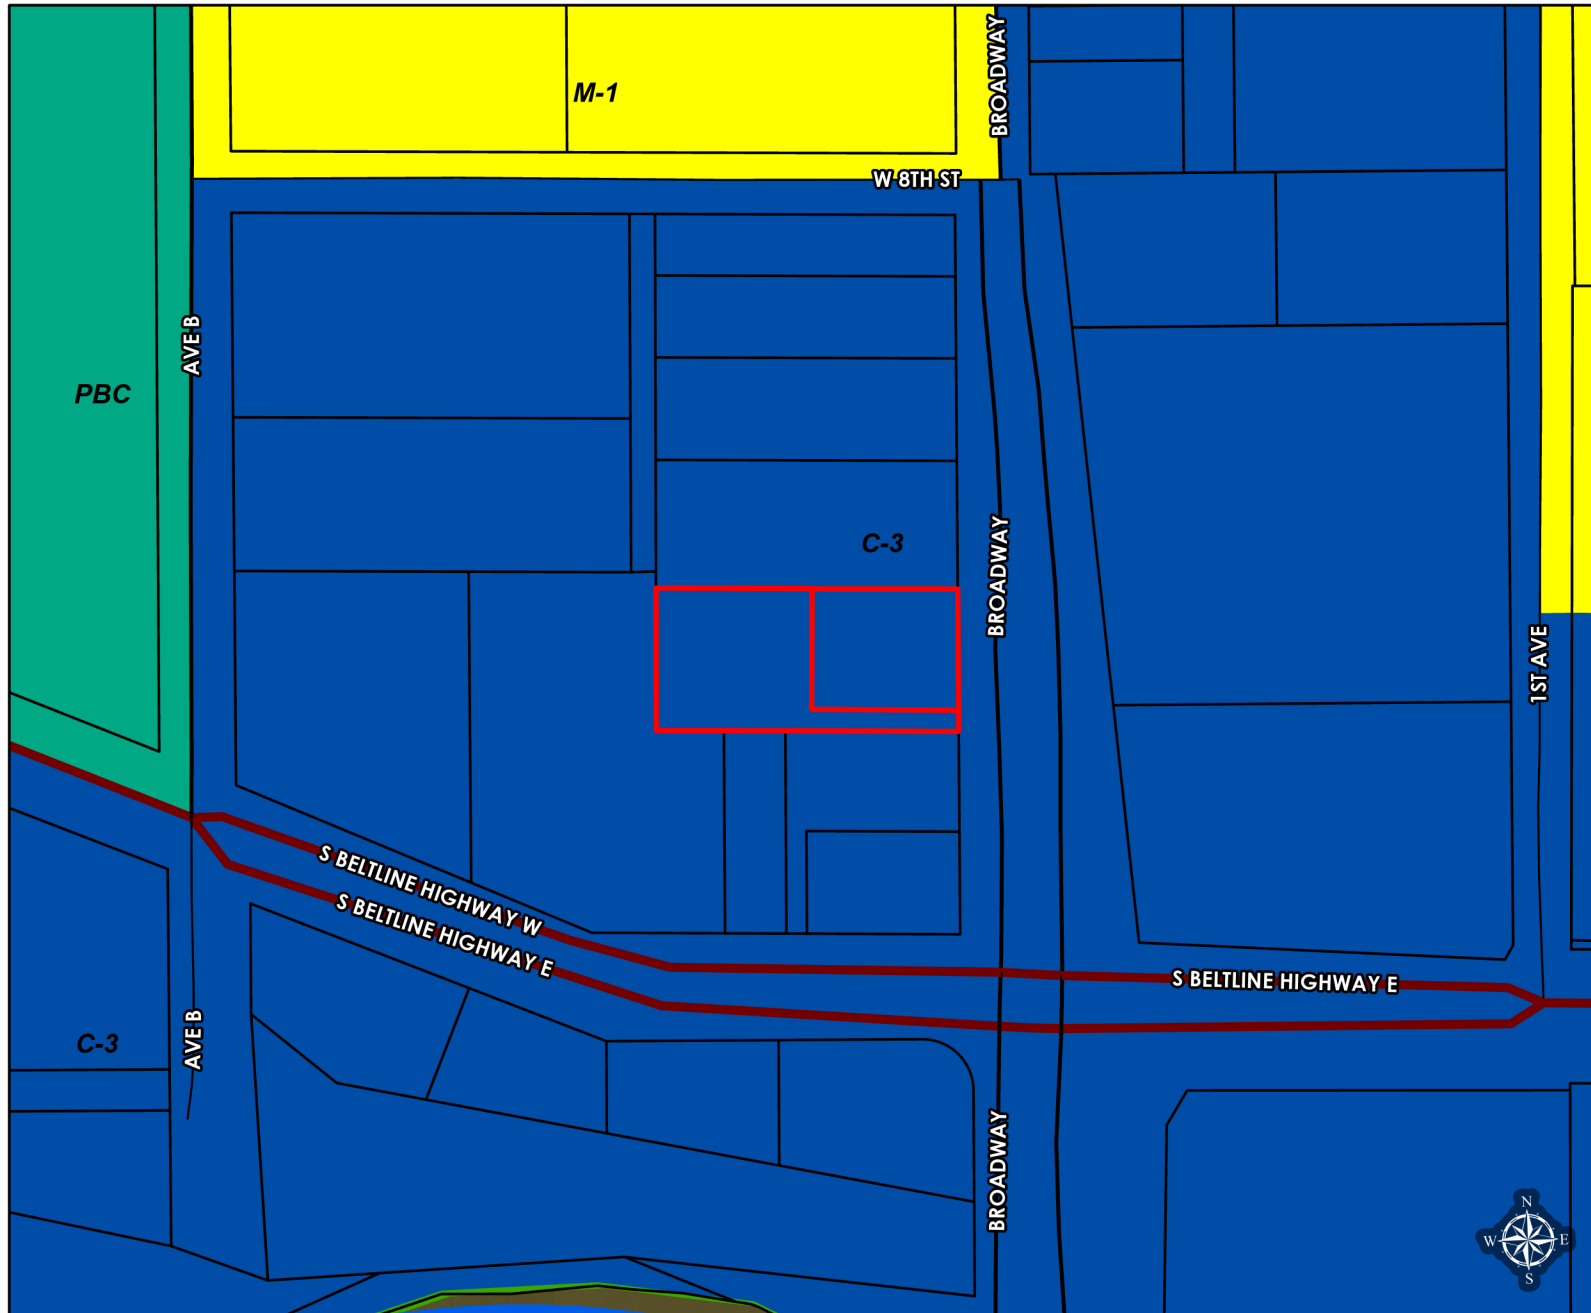 M-1
BROADWAY
W 8TH ST
AVE B
PBC
C-3
BROADWAY
1ST AVE
S BELTLINE HIGHWAY W
S BELTLINE HIGHWAY E
S BELTLINE HIGHWAY E
C-3
AVE B
BROADWAY
N
W E
S